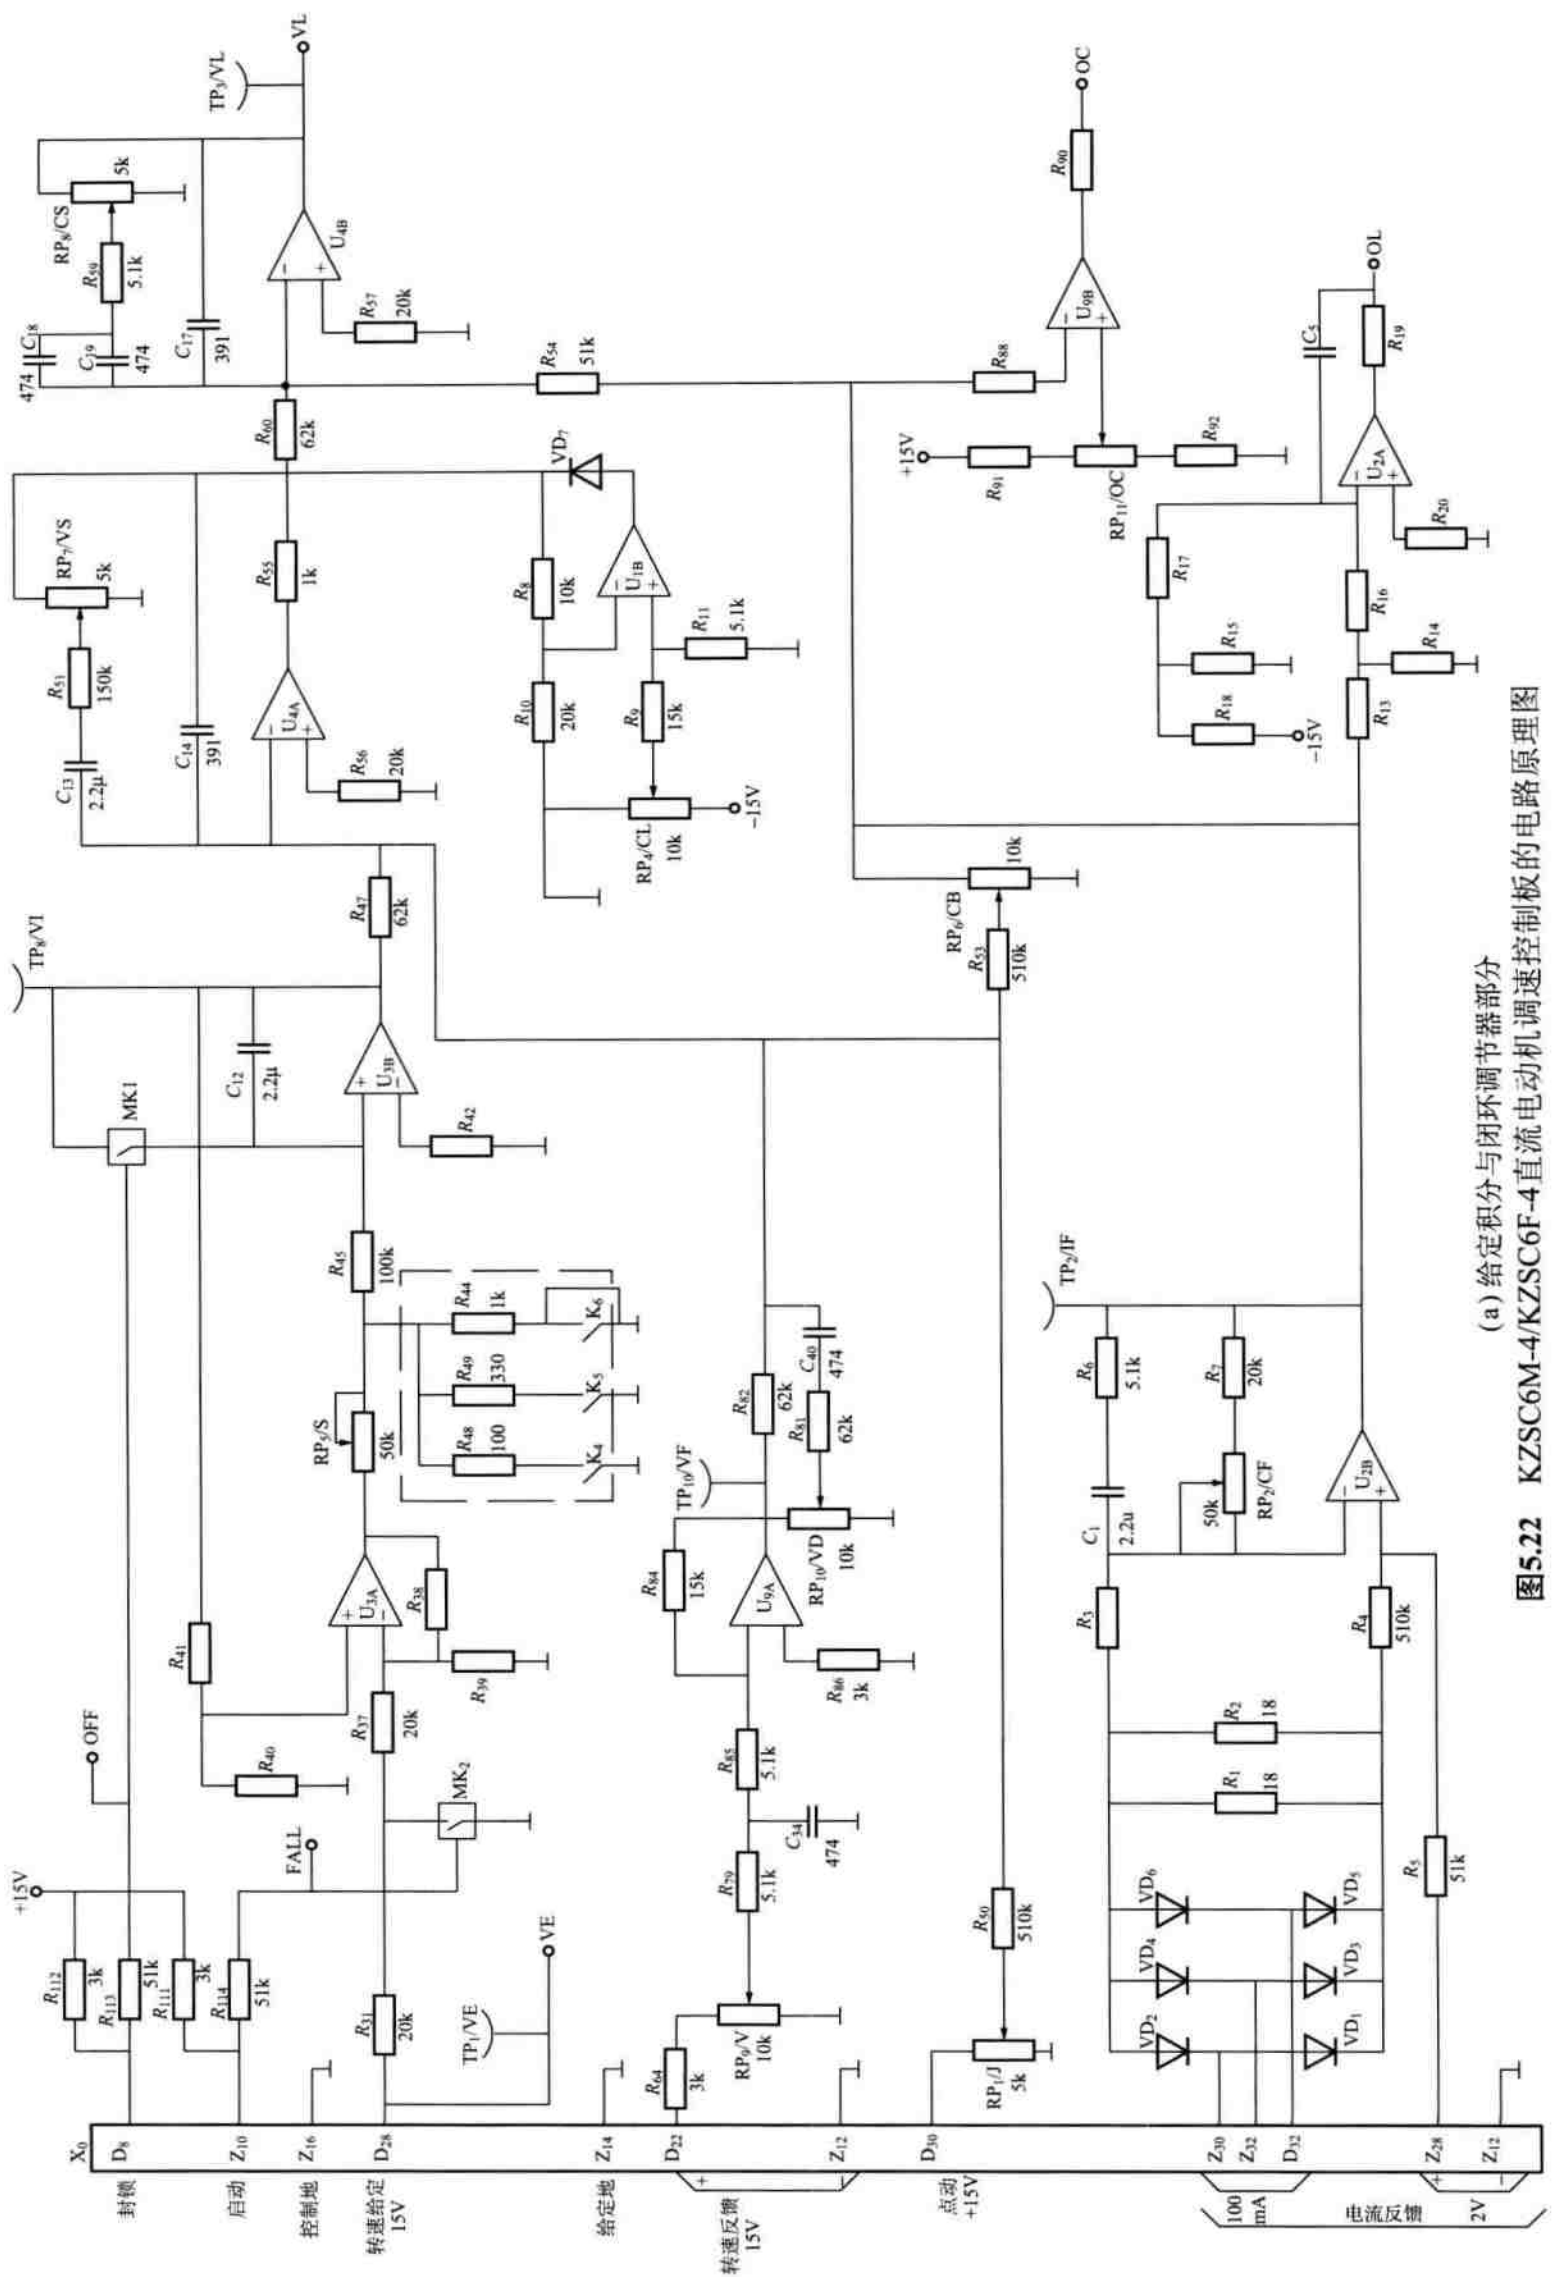 X₀
封锁
D₈
启动
Z₁₀
控制地
Z₁₆
转速给定
15V
D₂₈
给定地
Z₁₄
转速反馈
15V
+
−
D₂₂
Z₁₂
点动
+15V
D₃₀
100
mA
Z₃₀
Z₃₂
D₃₂
电流反馈
2V
+
−
Z₂₈
Z₁₂
+15V
R₁₁₂
3k
R₁₁₃
51k
R₁₁₁
3k
R₁₁₄
51k
OFF
FALL
R₃₁
20k
TP₁/VE
VE
MK₂
R₄₀
R₄₁
R₃₇
20k
R₃₉
R₃₈
U₃A
+
−
RP₅/S
50k
R₄₈
100
K₄
R₄₉
330
K₅
R₄₄
1k
K₆
R₄₅
100k
MK1
C₁₂
2.2μ
R₄₂
U₃B
+
−
TP₈/VI
R₄₇
62k
C₁₃
2.2μ
R₅₁
150k
RP₇/VS
5k
C₁₄
391
U₄A
−
+
R₅₆
20k
R₅₅
1k
R₆₀
62k
VD₇
R₈
10k
R₁₀
20k
U₁B
−
+
R₉
15k
R₁₁
5.1k
RP₄/CL
10k
−15V
474
C₁₈
C₁₉
474
R₅₉
5.1k
RP₈/CS
5k
C₁₇
391
U₄B
−
+
R₅₇
20k
TP₃/VL
VL
R₅₄
51k
R₆₄
3k
RP₉/V
10k
R₇₉
5.1k
C₃₄
474
R₈₅
5.1k
R₈₆
3k
R₈₄
15k
U₉A
TP₁₀/VF
RP₁₀/VD
10k
R₈₂
62k
R₈₁
62k
C₄₀
474
RP₁/J
5k
R₅₀
510k
R₅₃
510k
RP₆/CB
10k
R₈₈
U₉B
−
+
R₉₀
OC
+15V
R₉₁
RP₁₁/OC
R₉₂
VD₂
VD₄
VD₆
VD₁
VD₃
VD₅
R₁
18
R₂
18
R₃
R₄
510k
R₅
51k
C₁
2.2u
R₆
5.1k
50k
RP₂/CF
R₇
20k
U₂B
−
+
TP₂/IF
R₁₃
R₁₄
R₁₆
R₁₈
−15V
R₁₅
R₁₇
U₂A
−
+
R₂₀
C₅
R₁₉
OL
(a) 给定积分与闭环调节器部分
图5.22 KZSC6M-4/KZSC6F-4直流电动机调速控制板的电路原理图